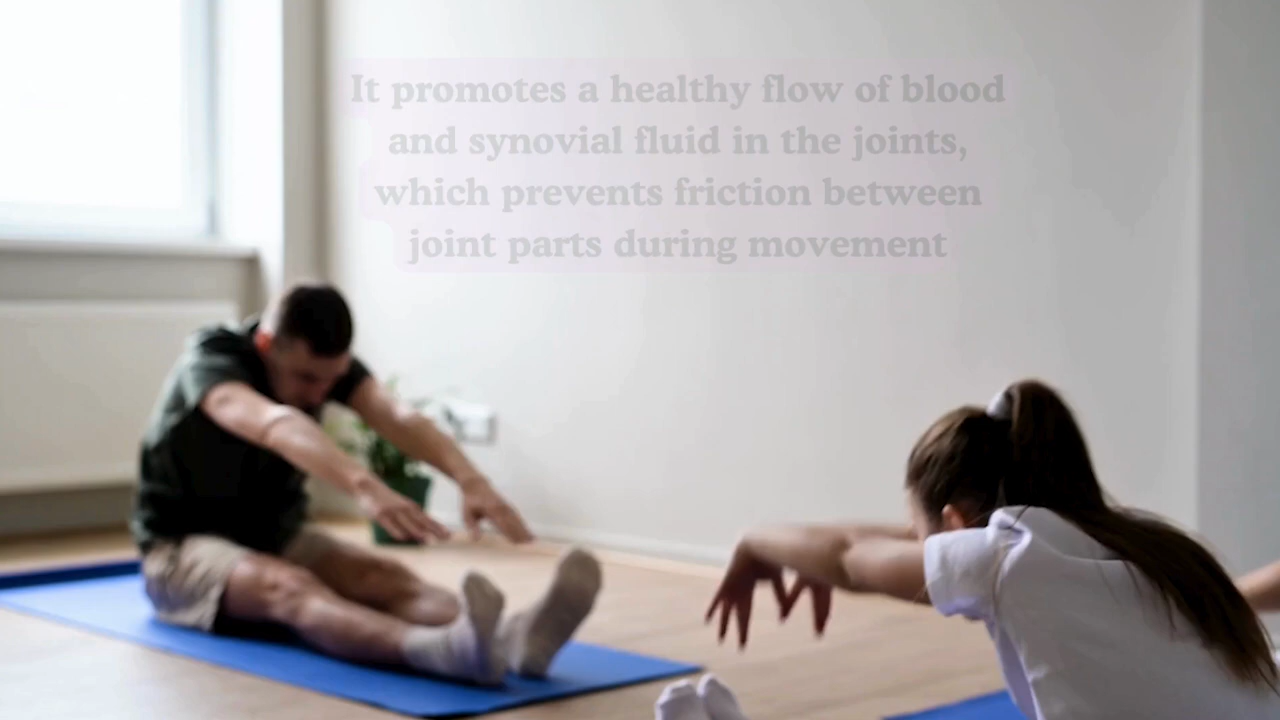 It promotes a healthy flow of blood
and synovial fluid in the joints,
which prevents friction between
joint parts during movement